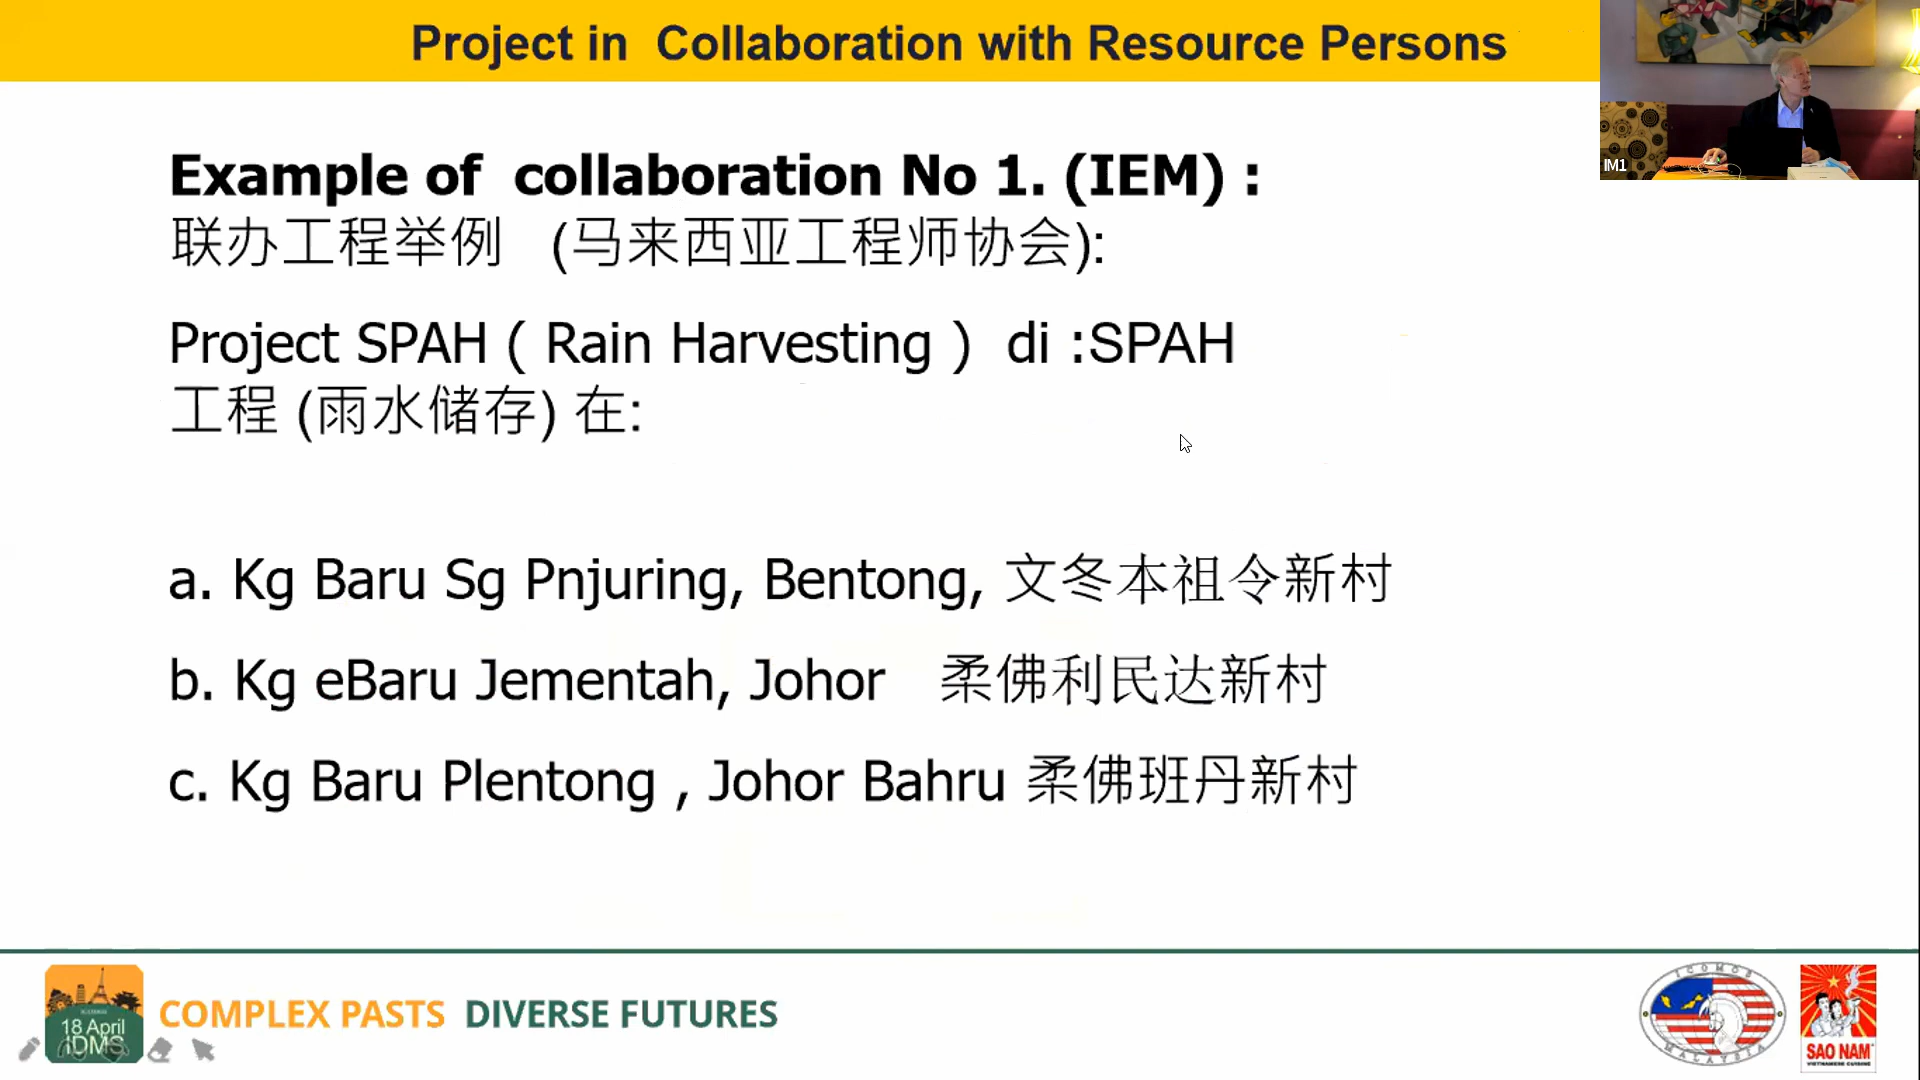 Project in Collaboration with Resource Persons
IM1
Example of collaboration No 1. (IEM) :
联办工程举例 (马来西亚工程师协会):
Project SPAH ( Rain Harvesting ) di :SPAH
工程 (雨水储存) 在:
a. Kg Baru Sg Pnjuring, Bentong, 文冬本祖令新村
b. Kg eBaru Jementah, Johor 柔佛利民达新村
c. Kg Baru Plentong , Johor Bahru 柔佛班丹新村
18 April
IDMS
COMPLEX PASTS DIVERSE FUTURES
ICOMOS
MALAYSIA
SAO NAM
VIETNAMESE CUISINE